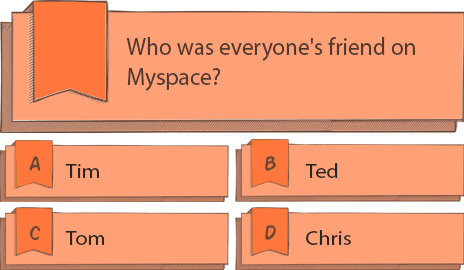 Who was everyone's friend on
Myspace?
A Tim
B Ted
C Tom
D Chris